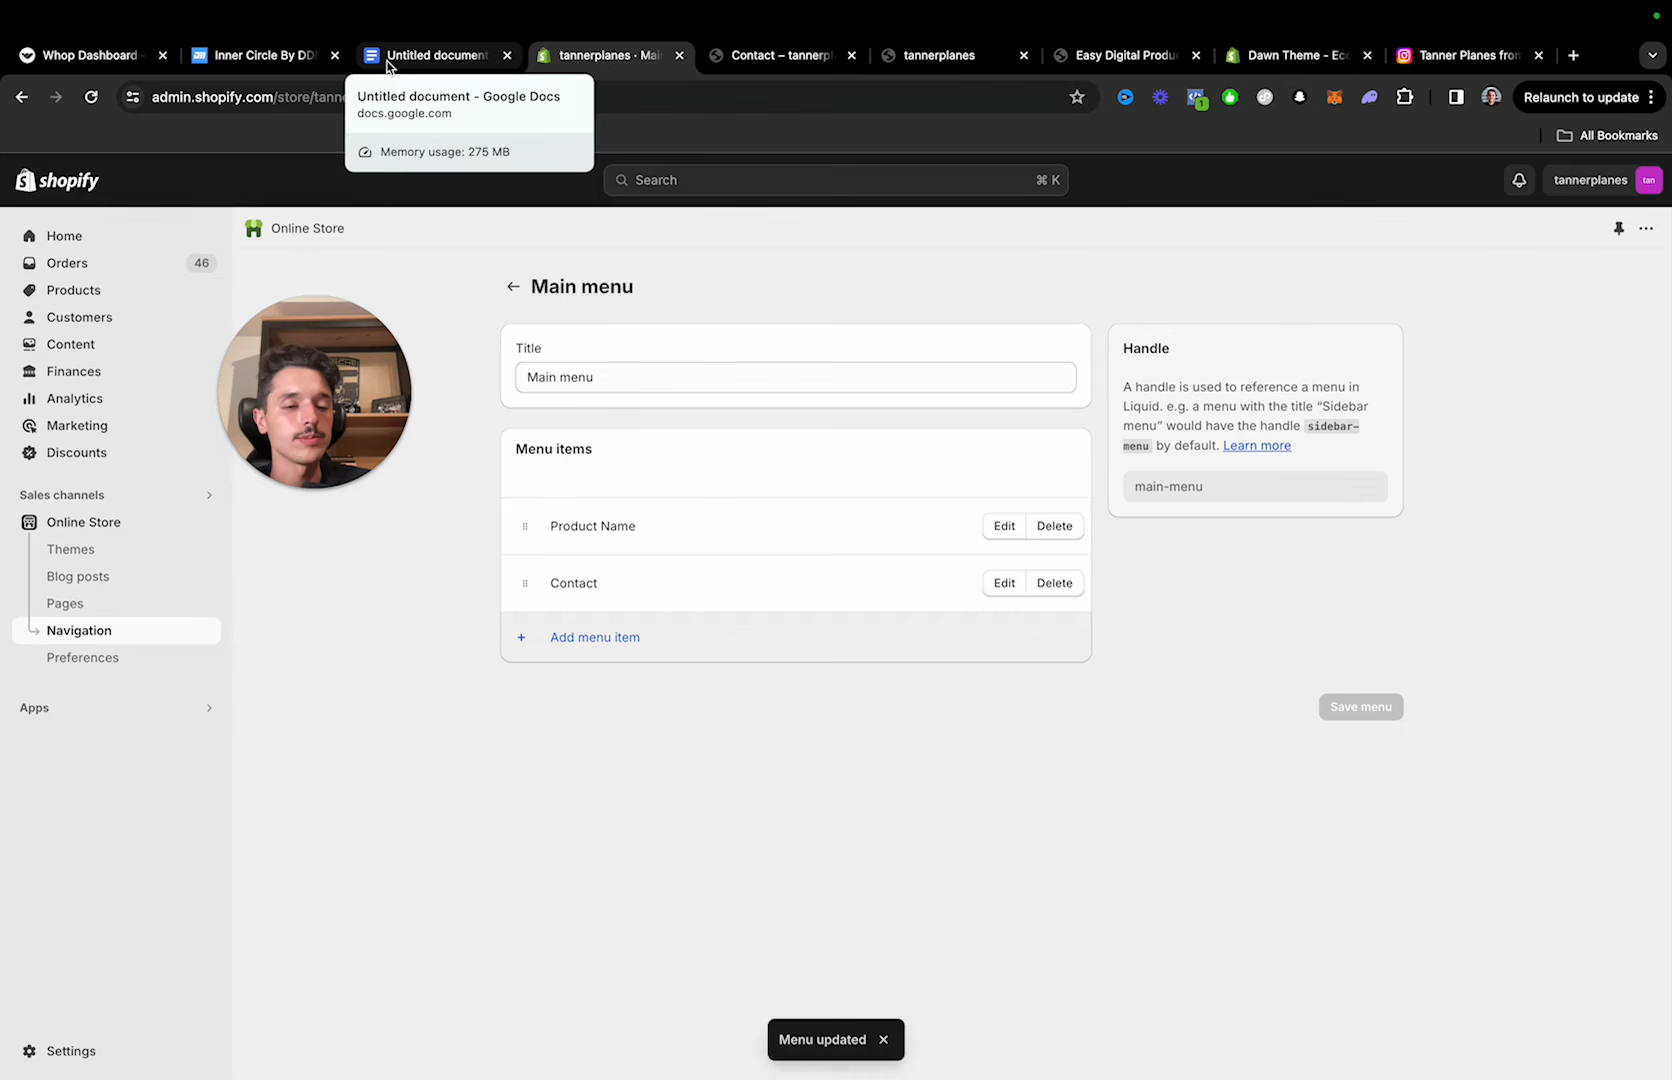 Whop Dashboard
Inner Circle By DD
Untitled document
tannerplanes · Mai
Contact – tannerpl
tannerplanes
Easy Digital Produ
Dawn Theme - Ecc
Tanner Planes from
admin.shopify.com/store/tanne
1
Relaunch to update
Untitled document - Google Docs
docs.google.com
Memory usage: 275 MB
All Bookmarks
shopify
Search
⌘ K
tannerplanes
tan
Home
Orders
46
Products
Customers
Content
Finances
Analytics
Marketing
Discounts
Sales channels
Online Store
Themes
Blog posts
Pages
Navigation
Preferences
Apps
Settings
Online Store
Main menu
Title
Main menu
Menu items
Product Name
Edit
Delete
Contact
Edit
Delete
+ Add menu item
Handle
A handle is used to reference a menu in
Liquid. e.g. a menu with the title “Sidebar
menu” would have the handle sidebar-
menu by default. Learn more
main-menu
Save menu
Menu updated